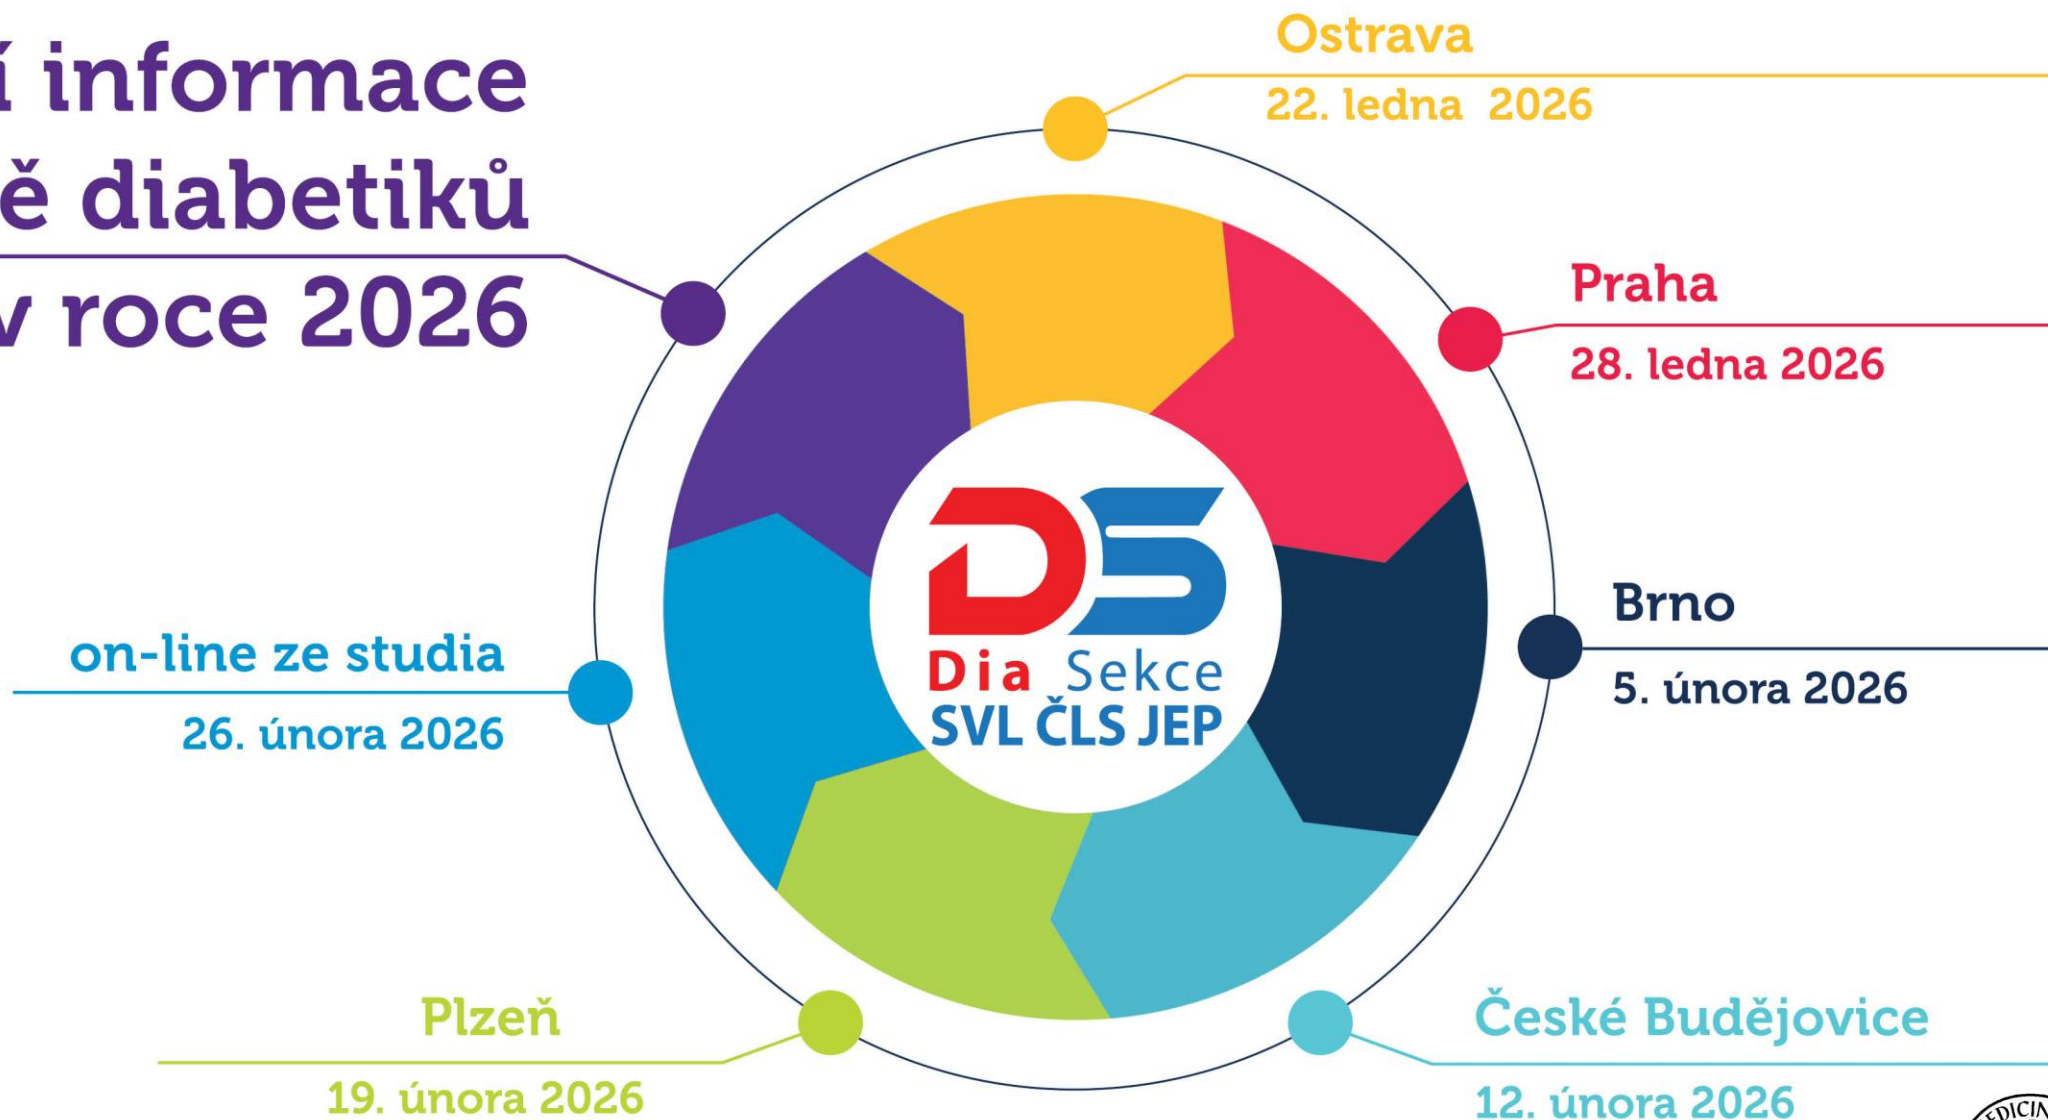 í informace
ě diabetiků
v roce 2026
Ostrava
22. ledna 2026
Praha
28. ledna 2026
Brno
5. února 2026
České Budějovice
12. února 2026
Plzeň
19. února 2026
on-line ze studia
26. února 2026
DS
Dia Sekce
SVL ČLS JEP